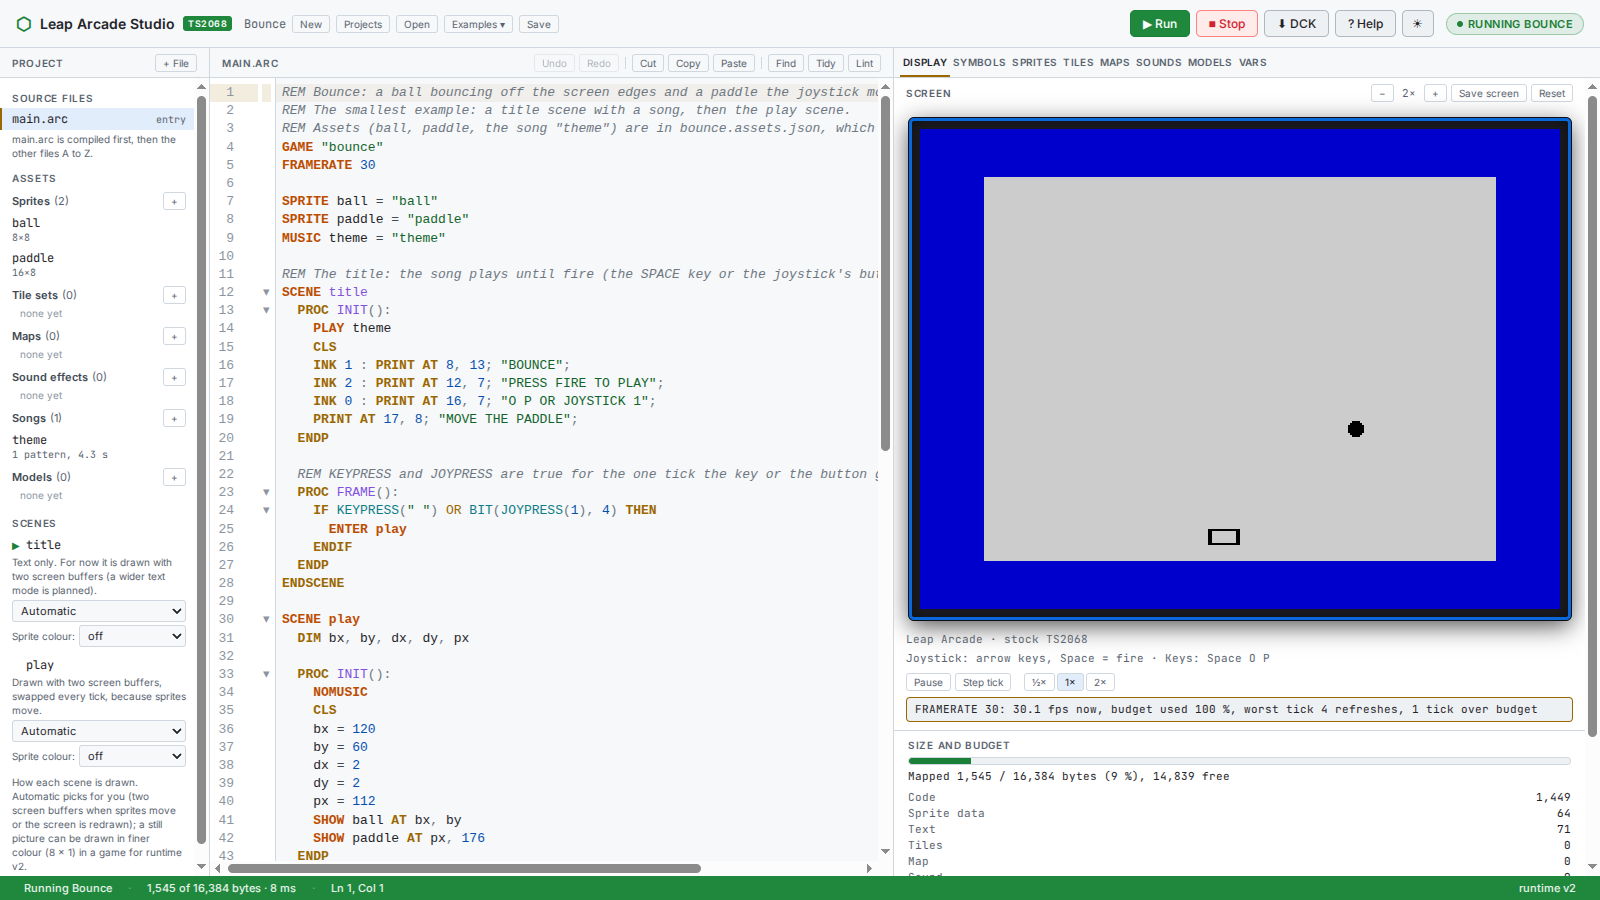 Leap Arcade Studio TS2068 Bounce New Projects Open Examples ▾ Save ▶ Run ■ Stop ⬇ DCK ? Help ☀ ● RUNNING BOUNCE
PROJECT + File
SOURCE FILES
main.arc entry
main.arc is compiled first, then the
other files A to Z.
ASSETS
Sprites (2) +
ball
8×8
paddle
16×8
Tile sets (0) +
none yet
Maps (0) +
none yet
Sound effects (0) +
none yet
Songs (1) +
theme
1 pattern, 4.3 s
Models (0) +
none yet
SCENES
▶ title
Text only. For now it is drawn with
two screen buffers (a wider text
mode is planned).
Automatic
Sprite colour: off
play
Drawn with two screen buffers,
swapped every tick, because sprites
move.
Automatic
Sprite colour: off
How each scene is drawn.
Automatic picks for you (two
screen buffers when sprites move
or the screen is redrawn); a still
picture can be drawn in finer
colour (8 × 1) in a game for runtime
v2.
MAIN.ARC Undo Redo Cut Copy Paste Find Tidy Lint
1 REM Bounce: a ball bouncing off the screen edges and a paddle the joystick
2 REM The smallest example: a title scene with a song, then the play scene.
3 REM Assets (ball, paddle, the song "theme") are in bounce.assets.json, which
4 GAME "bounce"
5 FRAMERATE 30
6
7 SPRITE ball = "ball"
8 SPRITE paddle = "paddle"
9 MUSIC theme = "theme"
10
11 REM The title: the song plays until fire (the SPACE key or the joystick's
12 ▼ SCENE title
13 ▼ PROC INIT():
14 PLAY theme
15 CLS
16 INK 1 : PRINT AT 8, 13; "BOUNCE";
17 INK 2 : PRINT AT 12, 7; "PRESS FIRE TO PLAY";
18 INK 0 : PRINT AT 16, 7; "O P OR JOYSTICK 1";
19 PRINT AT 17, 8; "MOVE THE PADDLE";
20 ENDP
21
22 REM KEYPRESS and JOYPRESS are true for the one tick the key or the button
23 ▼ PROC FRAME():
24 ▼ IF KEYPRESS(" ") OR BIT(JOYPRESS(1), 4) THEN
25 ENTER play
26 ENDIF
27 ENDP
28 ENDSCENE
29
30 ▼ SCENE play
31 DIM bx, by, dx, dy, px
32
33 ▼ PROC INIT():
34 NOMUSIC
35 CLS
36 bx = 120
37 by = 60
38 dx = 2
39 dy = 2
40 px = 112
41 SHOW ball AT bx, by
42 SHOW paddle AT px, 176
43 ENDP
DISPLAY SYMBOLS SPRITES TILES MAPS SOUNDS MODELS VARS
SCREEN − 2× + Save screen Reset
Leap Arcade · stock TS2068
Joystick: arrow keys, Space = fire · Keys: Space O P
Pause Step tick ½× 1× 2×
FRAMERATE 30: 30.1 fps now, budget used 100 %, worst tick 4 refreshes, 1 tick over budget
SIZE AND BUDGET
Mapped 1,545 / 16,384 bytes (9 %), 14,839 free
Code 1,449
Sprite data 64
Text 71
Tiles 0
Map 0
Running Bounce · 1,545 of 16,384 bytes · 8 ms · Ln 1, Col 1 runtime v2